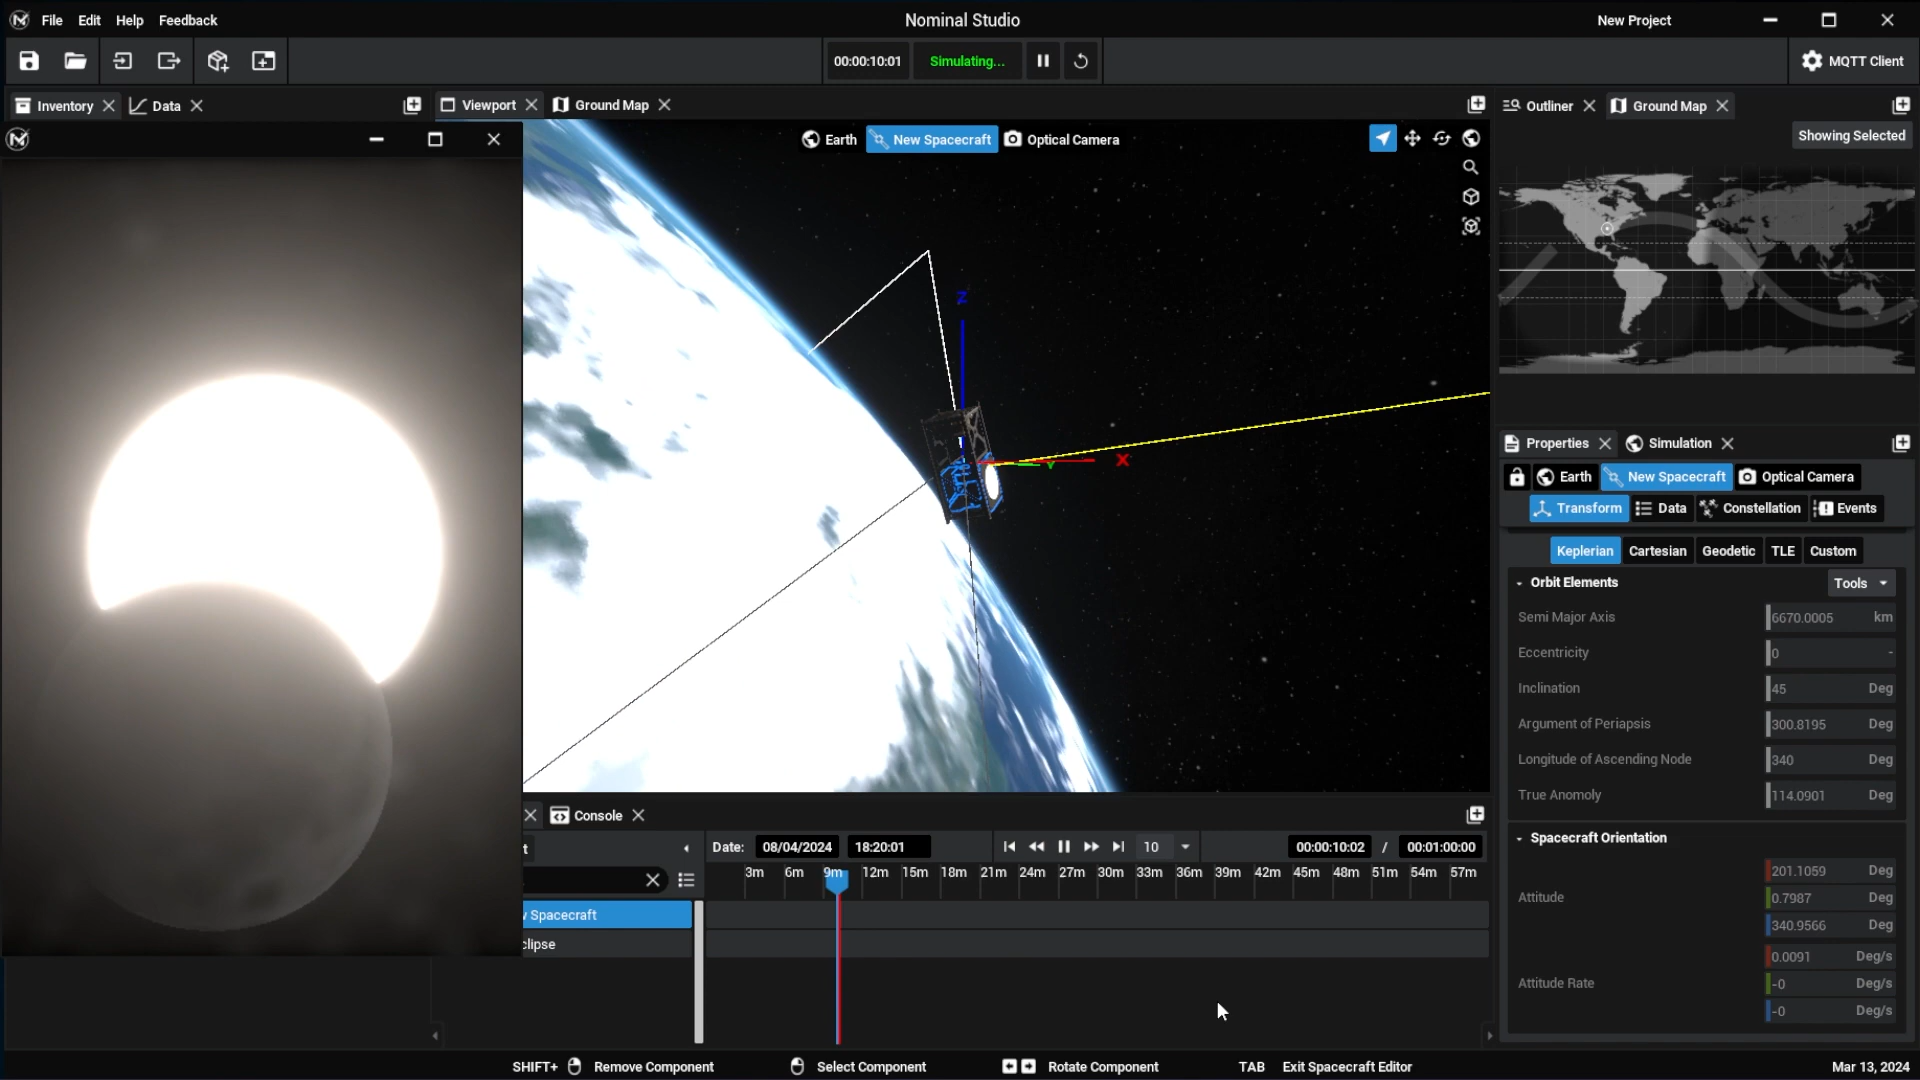 File Edit Help Feedback Nominal Studio New Project
00:00:10:01 Simulating... MQTT Client
Inventory Data Viewport Ground Map Outliner Ground Map
Earth New Spacecraft Optical Camera
Showing Selected
Z
X
Y
Properties Simulation
Earth New Spacecraft Optical Camera
Transform Data Constellation Events
Keplerian Cartesian Geodetic TLE Custom
Orbit Elements Tools
Semi Major Axis 6670.0005 km
Eccentricity 0 -
Inclination 45 Deg
Argument of Periapsis 300.8195 Deg
Longitude of Ascending Node 340 Deg
True Anomoly 114.0901 Deg
Spacecraft Orientation
201.1059 Deg
Attitude 0.7987 Deg
340.9566 Deg
0.0091 Deg/s
Attitude Rate -0 Deg/s
-0 Deg/s
Console
t Date: 08/04/2024 18:20:01 10 00:00:10:02 / 00:01:00:00
3m 6m 9m 12m 15m 18m 21m 24m 27m 30m 33m 36m 39m 42m 45m 48m 51m 54m 57m
w Spacecraft
clipse
SHIFT+ Remove Component Select Component Rotate Component TAB Exit Spacecraft Editor Mar 13, 2024